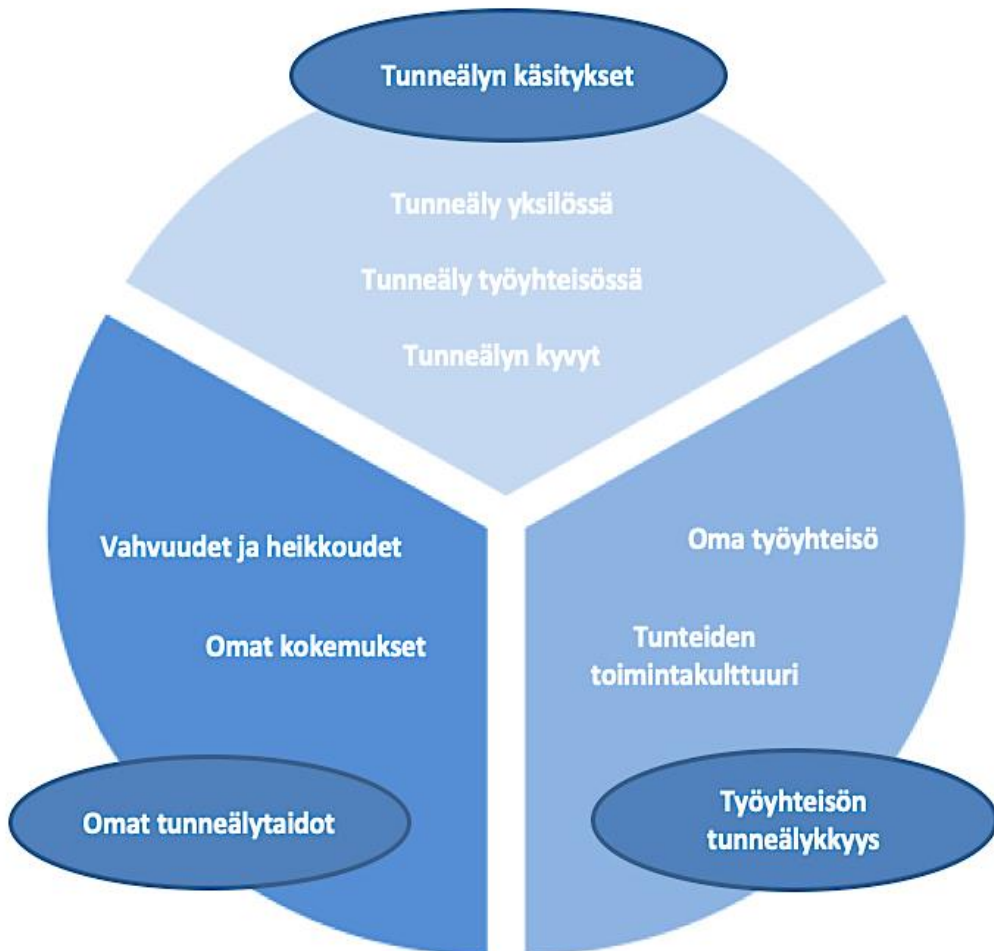 Tunneälyn käsitykset
Tunneäly yksilössä
Tunneäly työyhteisössä
Tunneälyn kyvyt
Vahvuudet ja heikkoudet
Omat kokemukset
Omat tunneälytaidot
Oma työyhteisö
Tunteiden
toimintakulttuuri
Työyhteisön
tunneälykkyys